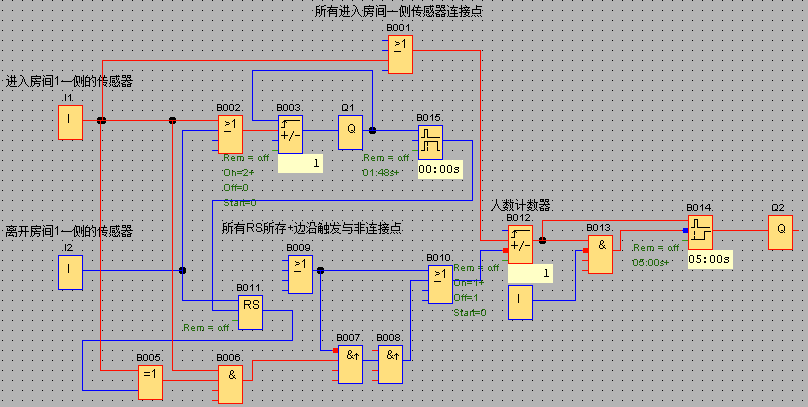 所有进入房间一侧传感器连接点
B001
≥1
进入房间1一侧的传感器
I1
I
B002
≥1
B003
+/-
1
Q1
Q
B015
00:00s
Rem = off
On=2+
Off=0
Start=0
Rem = off
01:48s+
人数计数器
B012
+/-
1
B013
&
B014
05:00s
Q2
Q
Rem = off
05:00s+
离开房间1一侧的传感器
I2
I
所有RS所存+边沿触发与非连接点
B009
≥1
B010
≥1
Rem = off
On=1+
Off=1
Start=0
I
B011
RS
Rem = off
B005
=1
B006
&
B007
&↑
B008
&↑